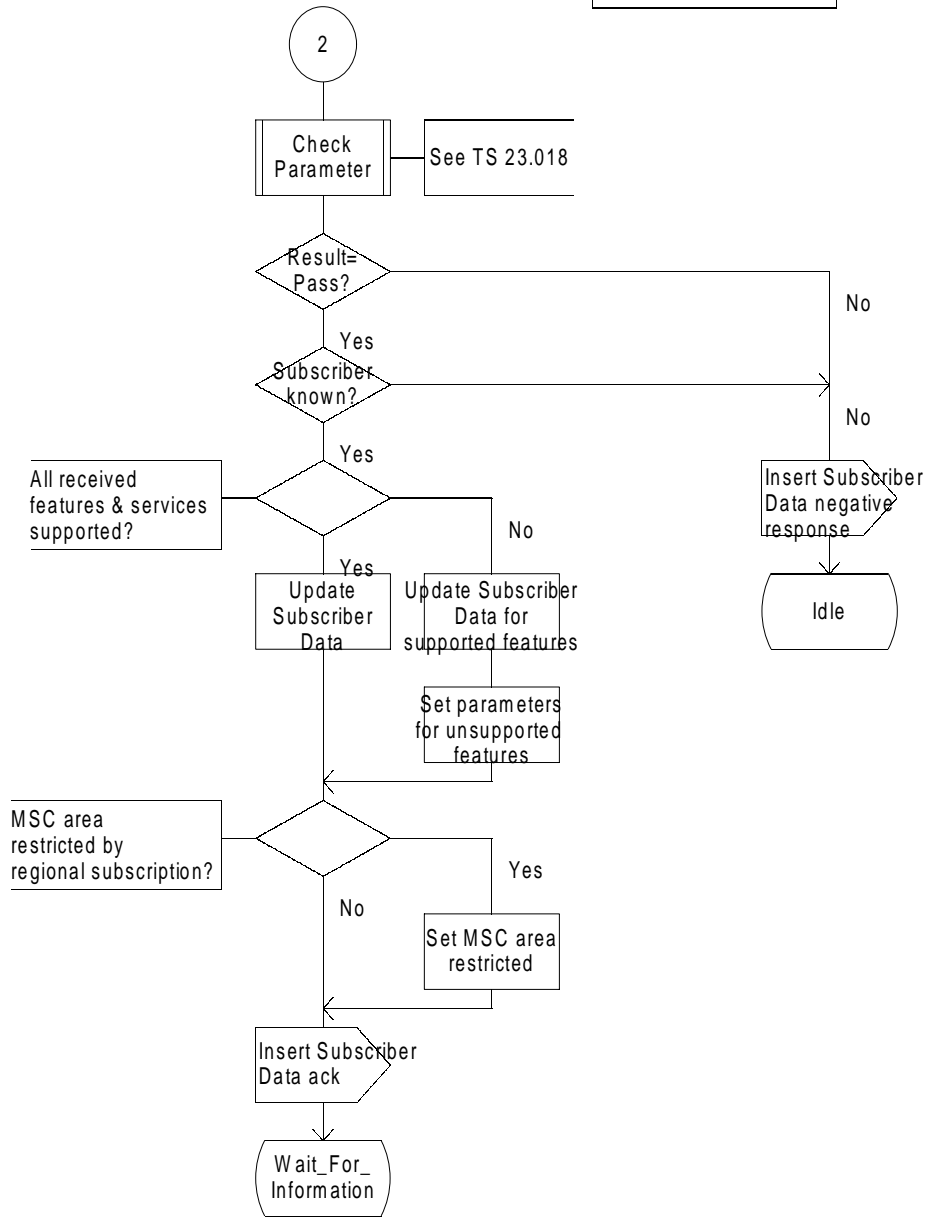 2
Check
Parameter
See TS 23.018
Result=
Pass?
No
Yes
Subscriber
known?
No
Yes
All received
features & services
supported?
No
Yes
Insert Subscriber
Data negative
response
Update
Subscriber
Data
Update Subscriber
Data for
supported features
Idle
Set parameters
for unsupported
features
MSC area
restricted by
regional subscription?
Yes
No
Set MSC area
restricted
Insert Subscriber
Data ack
Wait_For_
Information